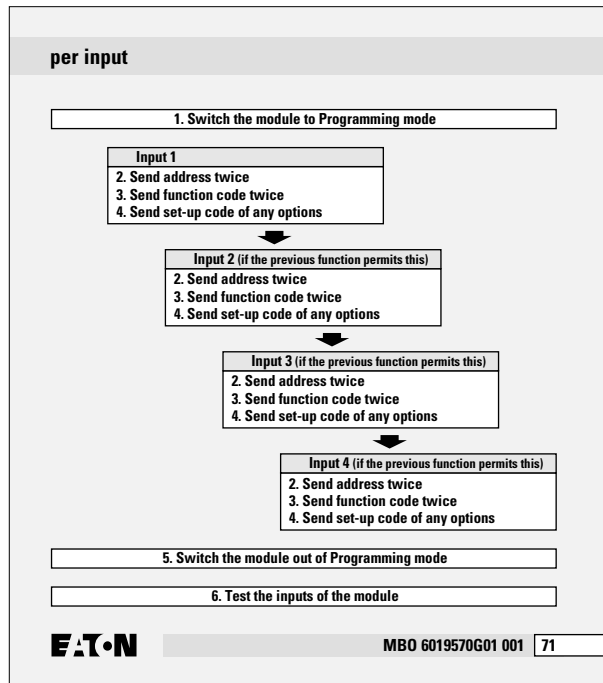 per input
1. Switch the module to Programming mode
Input 1
2. Send address twice
3. Send function code twice
4. Send set-up code of any options
Input 2 (if the previous function permits this)
2. Send address twice
3. Send function code twice
4. Send set-up code of any options
Input 3 (if the previous function permits this)
2. Send address twice
3. Send function code twice
4. Send set-up code of any options
Input 4 (if the previous function permits this)
2. Send address twice
3. Send function code twice
4. Send set-up code of any options
5. Switch the module out of Programming mode
6. Test the inputs of the module
EATON MBO 6019570G01 001 71